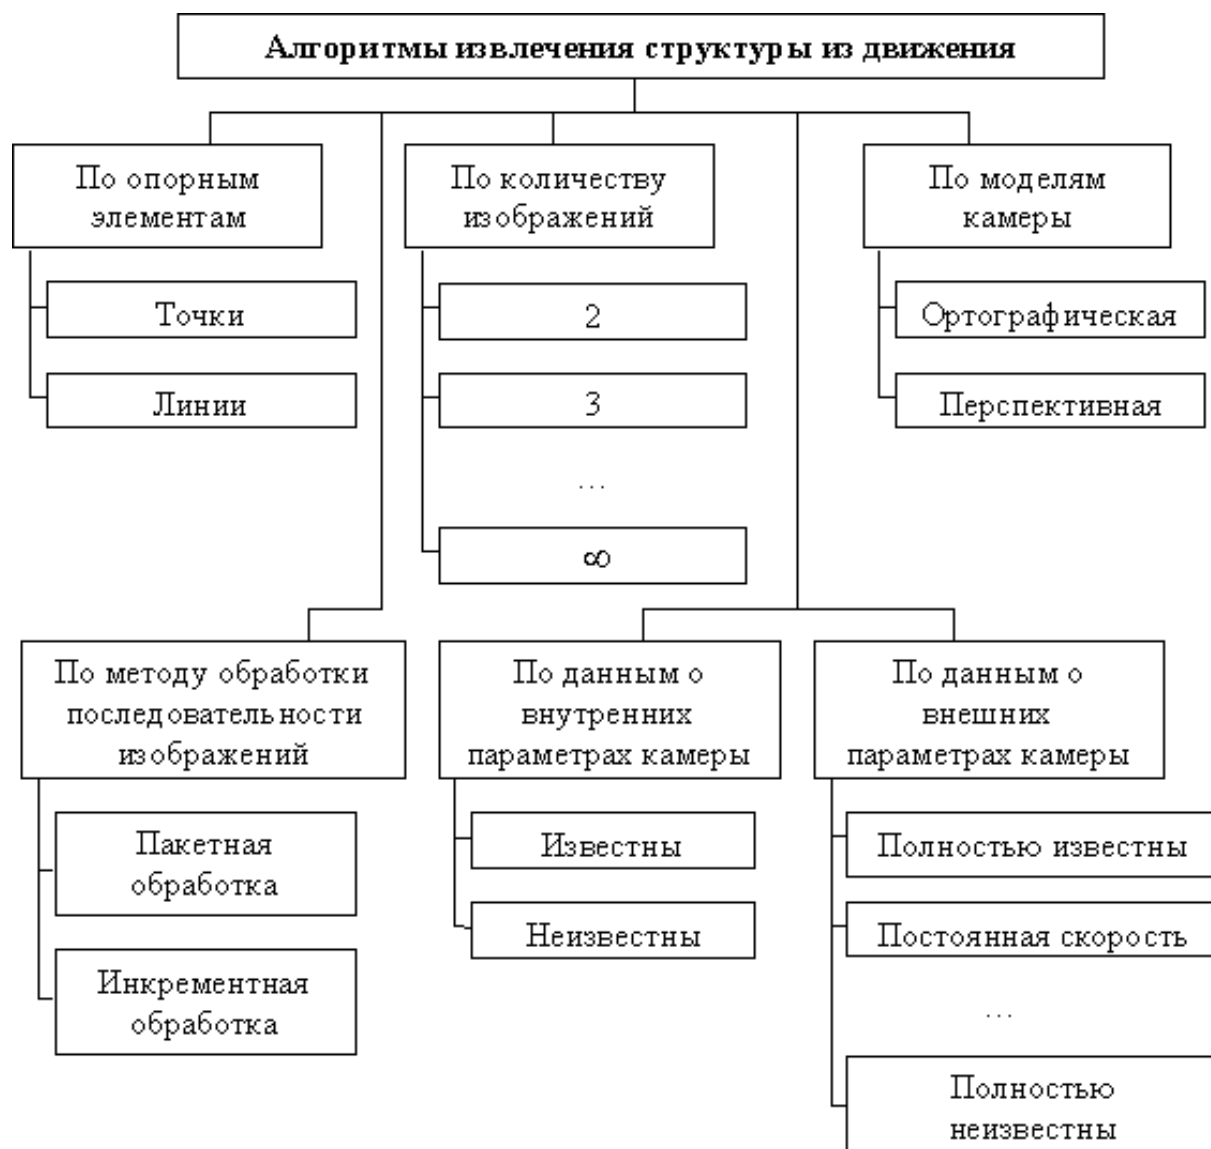 Алгоритмы извлечения структуры из движения
По опорным
элементам
Точки
Линии
По количеству
изображений
2
3
...
∞
По моделям
камеры
Ортографическая
Перспективная
По методу обработки
последовательности
изображений
Пакетная
обработка
Инкрементная
обработка
По данным о
внутренних
параметрах камеры
Известны
Неизвестны
По данным о
внешних
параметрах камеры
Полностью известны
Постоянная скорость
...
Полностью
неизвестны